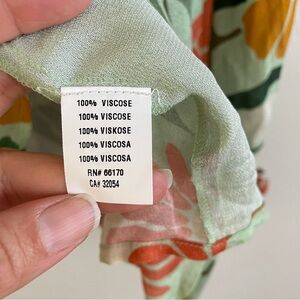 100% VISCOSE
100% VISCOSE
100% VISKOSE
100% VISCOSA
100% VISCOSA
RN# 66170
CA# 32054